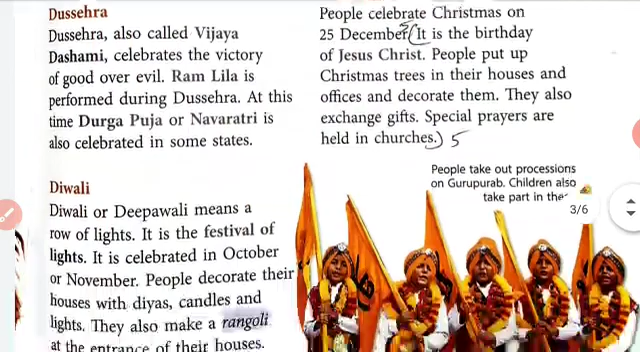 Dussehra
Dussehra, also called Vijaya
Dashami, celebrates the victory
of good over evil. Ram Lila is
performed during Dussehra. At this
time Durga Puja or Navaratri is
also celebrated in some states.
Diwali
Diwali or Deepawali means a
row of lights. It is the festival of
lights. It is celebrated in October
or November. People decorate their
houses with diyas, candles and
lights. They also make a rangoli
at the entrance of their houses.
People celebrate Christmas on
25 December. (It is the birthday
of Jesus Christ. People put up
Christmas trees in their houses and
offices and decorate them. They also
exchange gifts. Special prayers are
held in churches.) 5
People take out processions
on Gurupurab. Children also
take part in the
3/6